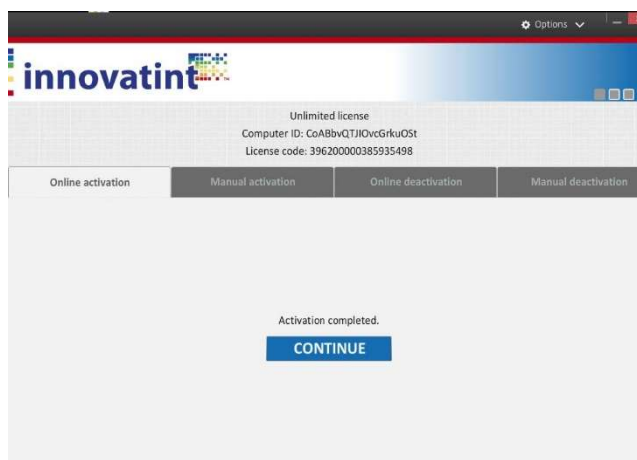 Options
innovatint
Unlimited license
Computer ID: CoABbvQTJIOvcGrkuOSt
License code: 396200000385935498
Online activation
Manual activation
Online deactivation
Manual deactivation
Activation completed.
CONTINUE